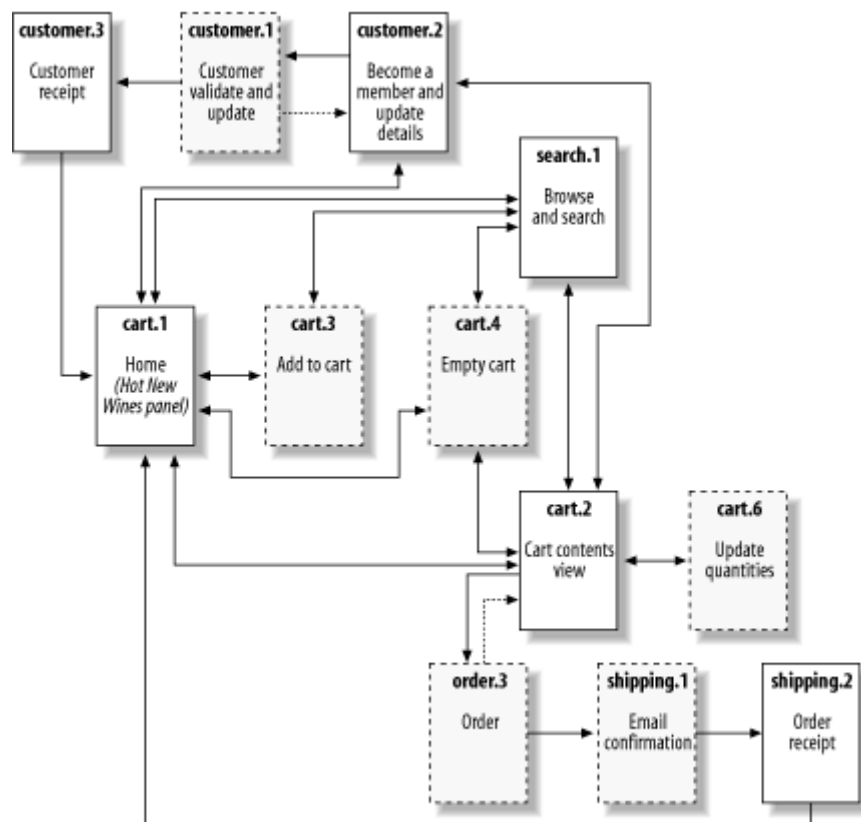 customer.3
Customer
receipt
customer.1
Customer
validate and
update
customer.2
Become a
member and
update
details
search.1
Browse
and search
cart.1
Home
(Hot New
Wines panel)
cart.3
Add to cart
cart.4
Empty cart
cart.2
Cart contents
view
cart.6
Update
quantities
order.3
Order
shipping.1
Email
confirmation
shipping.2
Order
receipt